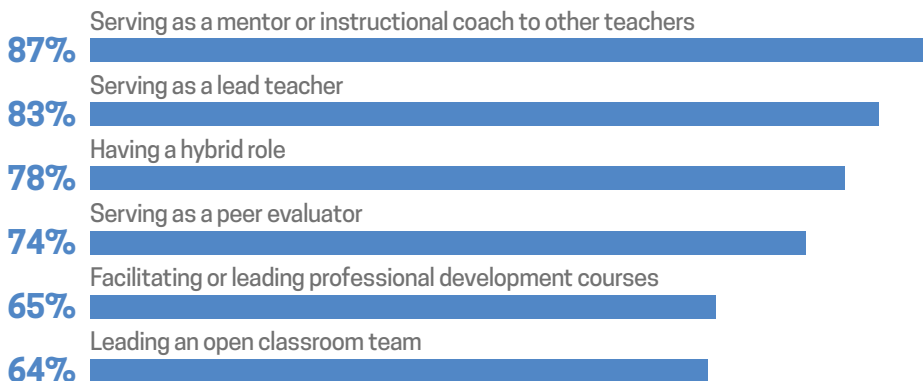 Serving as a mentor or instructional coach to other teachers
87%
Serving as a lead teacher
83%
Having a hybrid role
78%
Serving as a peer evaluator
74%
Facilitating or leading professional development courses
65%
Leading an open classroom team
64%